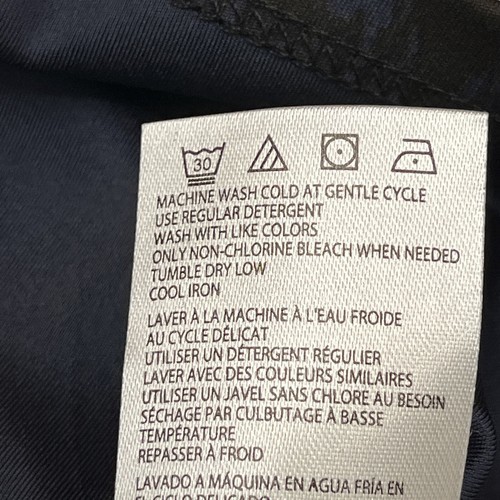 30
MACHINE WASH COLD AT GENTLE CYCLE
USE REGULAR DETERGENT
WASH WITH LIKE COLORS
ONLY NON-CHLORINE BLEACH WHEN NEEDED
TUMBLE DRY LOW
COOL IRON
LAVER À LA MACHINE À L'EAU FROIDE
AU CYCLE DÉLICAT
UTILISER UN DÉTERGENT RÉGULIER
LAVER AVEC DES COULEURS SIMILAIRES
UTILISER UN JAVEL SANS CHLORE AU BESOIN
SÉCHAGE PAR CULBUTAGE À BASSE
TEMPÉRATURE
REPASSER À FROID
LAVADO A MÁQUINA EN AGUA FRÍA EN
EL CICLO DELICADO